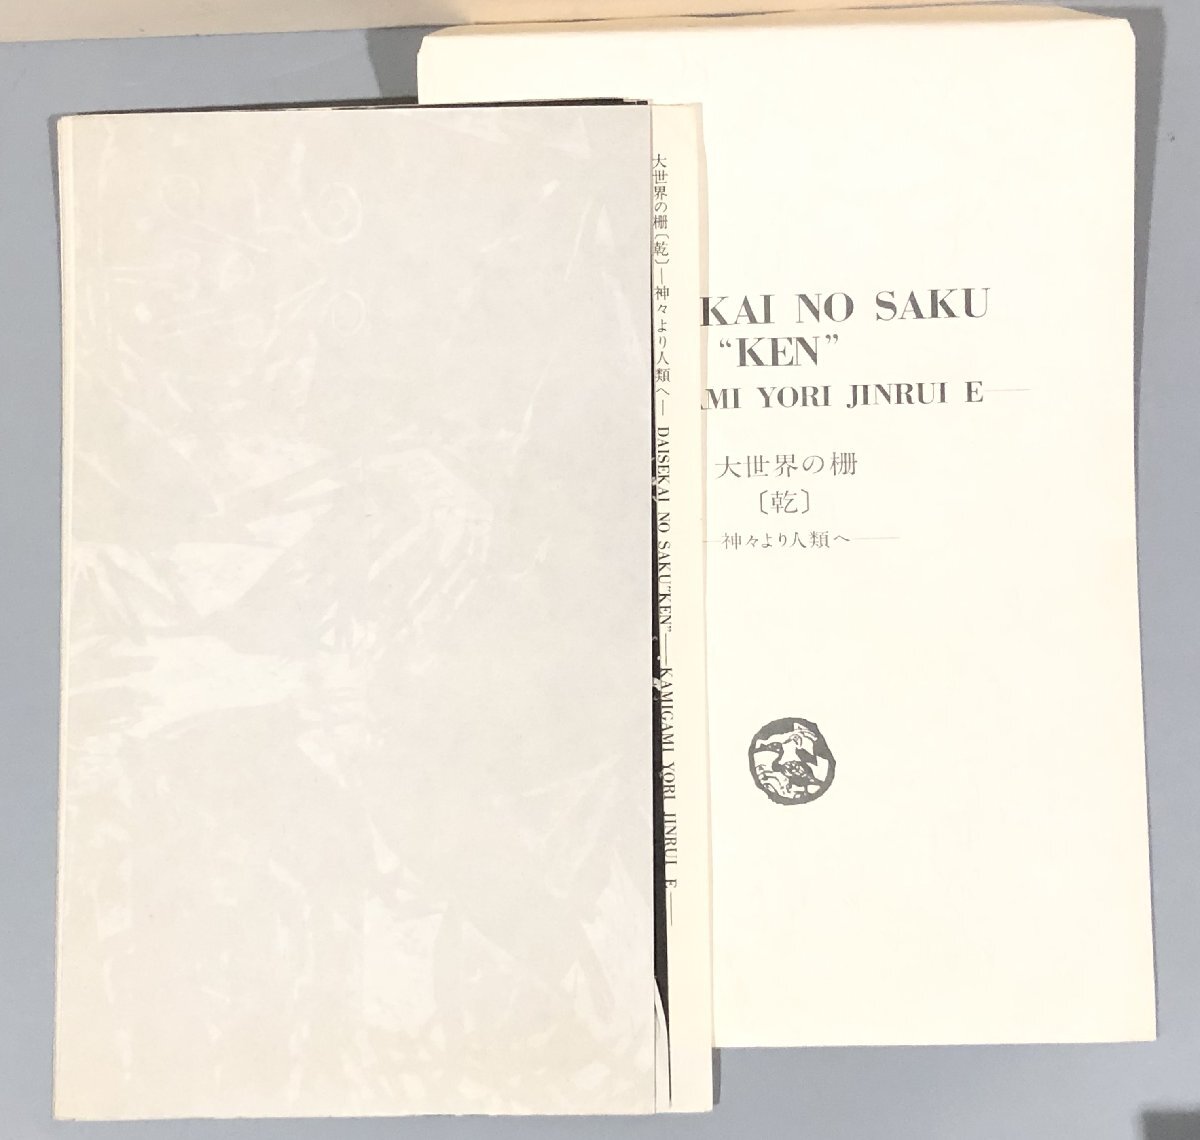 大世界の柵〔乾〕―神々より人類へ― DAISEKAI NO SAKU "KEN"――KAMIGAMI YORI JINRUI E――
KAI NO SAKU
“KEN”
AMI YORI JINRUI E――
大世界の柵
〔乾〕
―神々より人類へ――